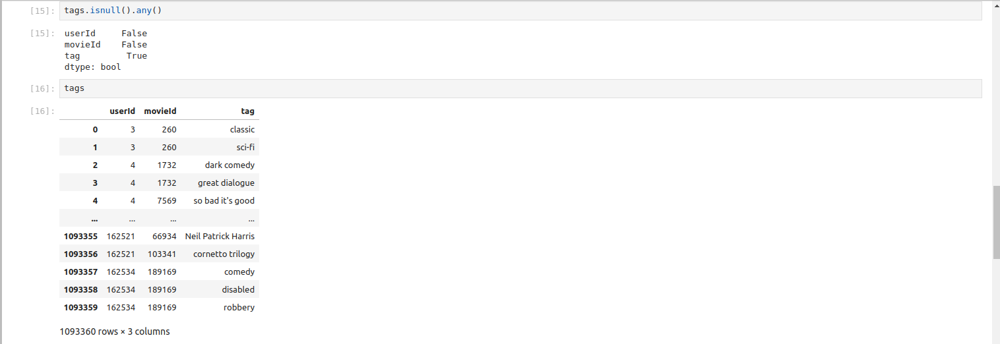 [15]: tags.isnull().any()
[15]: userId     False
movieId    False
tag         True
dtype: bool
[16]: tags
[16]: userId movieId tag
0 3 260 classic
1 3 260 sci-fi
2 4 1732 dark comedy
3 4 1732 great dialogue
4 4 7569 so bad it's good
... ... ... ...
1093355 162521 66934 Neil Patrick Harris
1093356 162521 103341 cornetto trilogy
1093357 162534 189169 comedy
1093358 162534 189169 disabled
1093359 162534 189169 robbery
1093360 rows × 3 columns